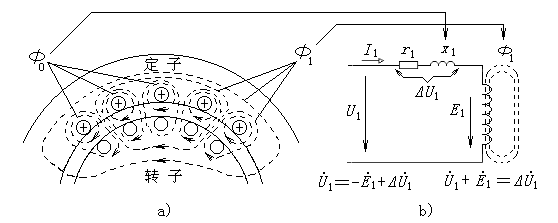 ϕ₀
定子
ϕ₁
转子
a)
I₁
r₁
x₁
ϕ₁
ΔU₁
U₁
E₁
U̇₁=-Ė₁+ΔU̇₁
U̇₁+Ė₁=ΔU̇₁
b)